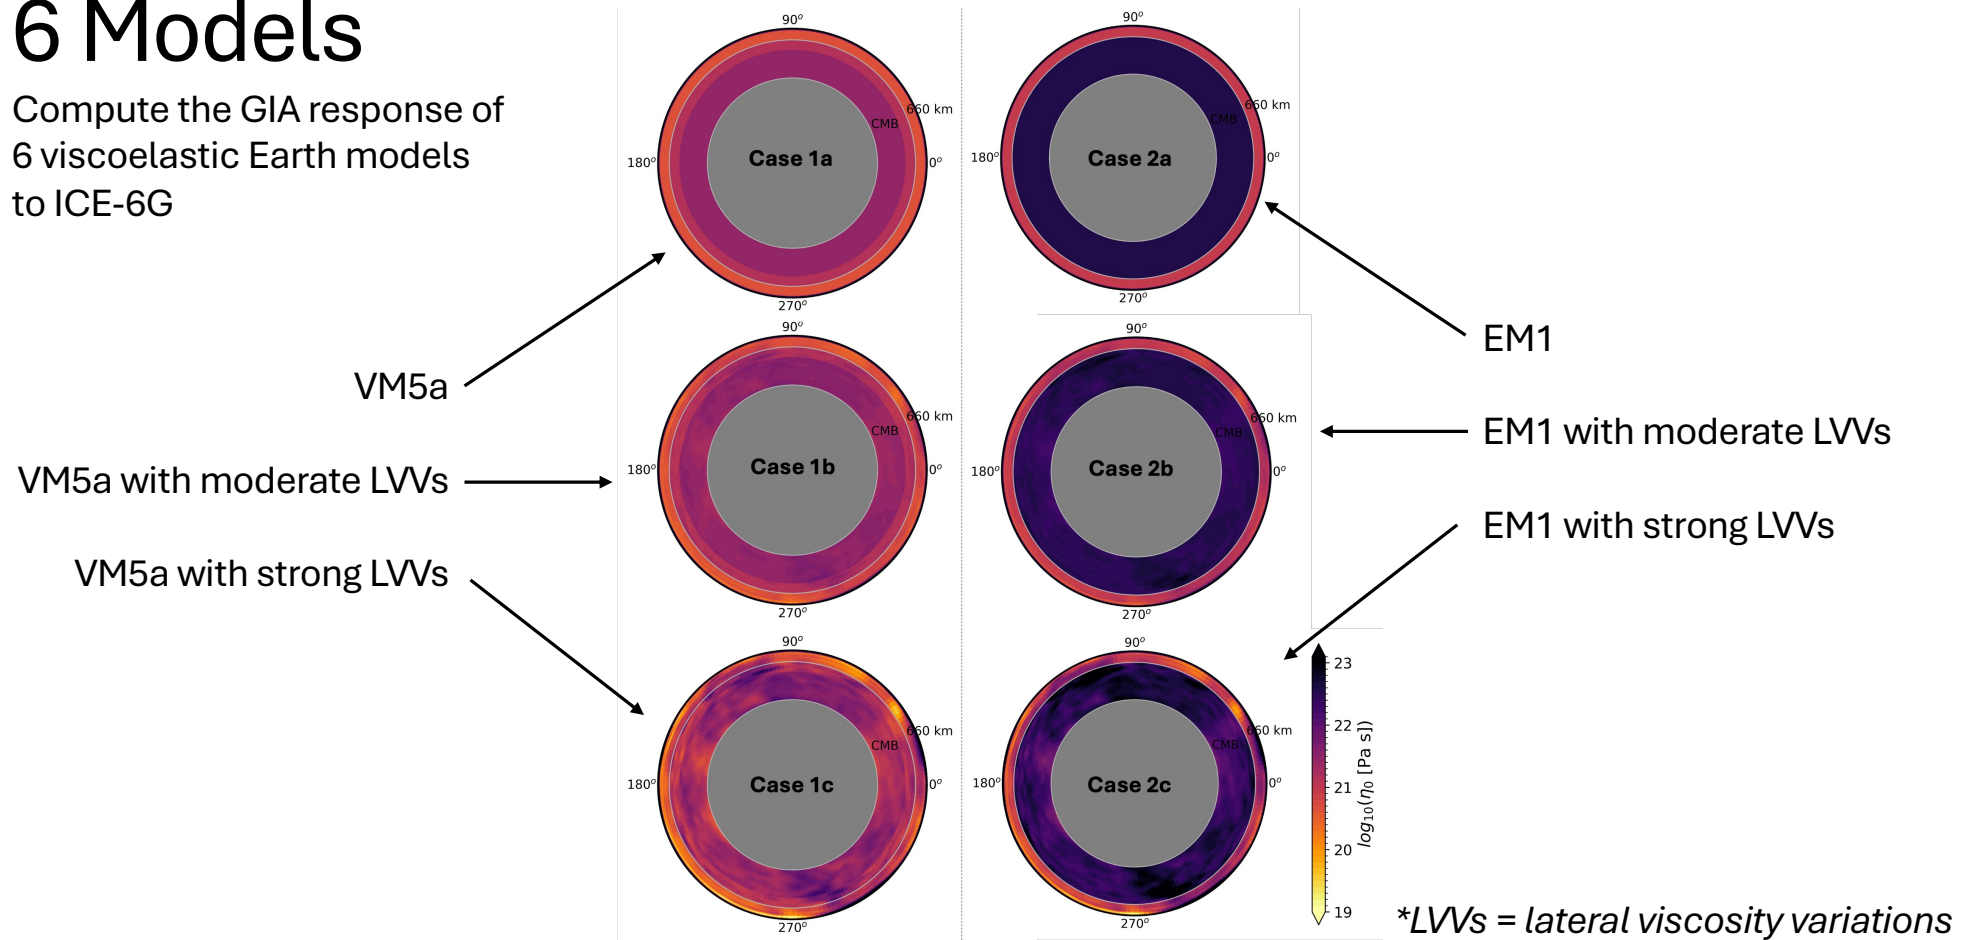 6 Models
Compute the GIA response of
6 viscoelastic Earth models
to ICE-6G
VM5a
VM5a with moderate LVVs
VM5a with strong LVVs
90°
180°
0°
270°
660 km
CMB
Case 1a
90°
180°
0°
270°
660 km
CMB
Case 2a
90°
180°
0°
270°
660 km
CMB
Case 1b
90°
180°
0°
270°
660 km
CMB
Case 2b
90°
180°
0°
270°
660 km
CMB
Case 1c
90°
180°
0°
270°
660 km
CMB
Case 2c
EM1
EM1 with moderate LVVs
EM1 with strong LVVs
23
22
21
20
19
log₁₀(η₀ [Pa s])
*LVVs = lateral viscosity variations